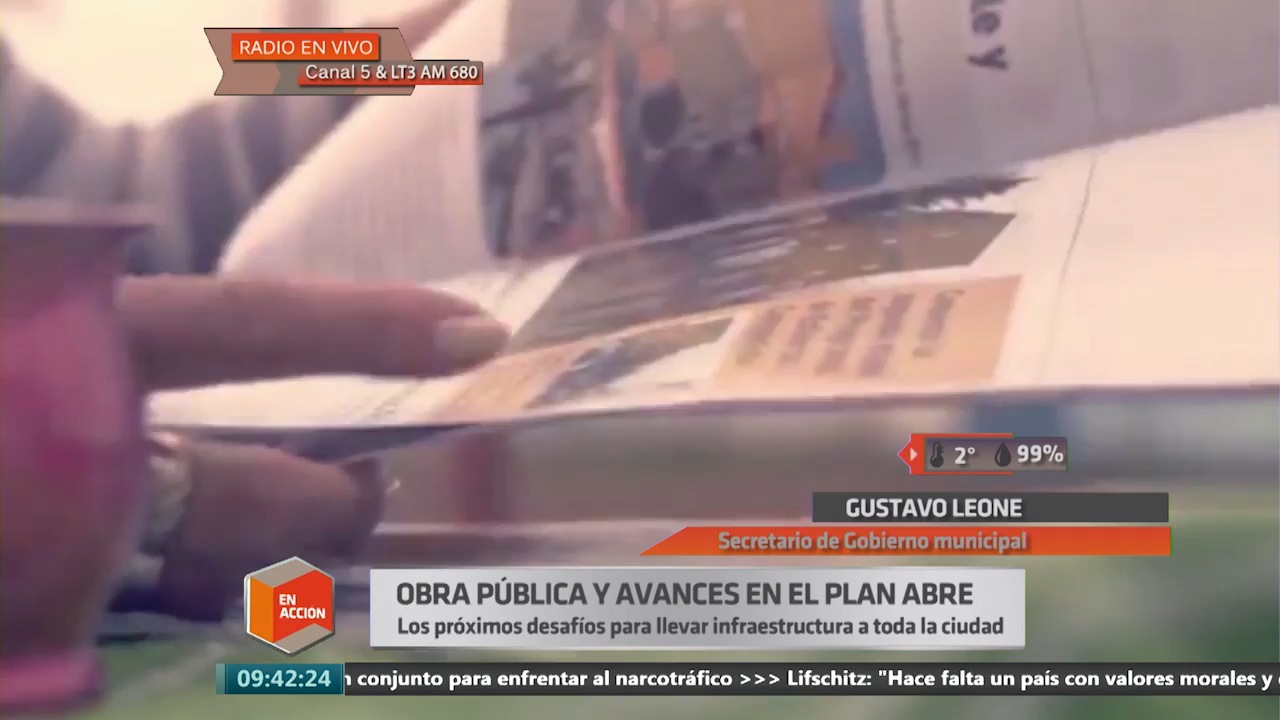 RADIO EN VIVO
Canal 5 & LT3 AM 680
ley
2° 99%
GUSTAVO LEONE
Secretario de Gobierno municipal
EN
ACCIÓN
OBRA PÚBLICA Y AVANCES EN EL PLAN ABRE
Los próximos desafíos para llevar infraestructura a toda la ciudad
09:42:24 conjunto para enfrentar al narcotráfico >>> Lifschitz: "Hace falta un país con valores morales y